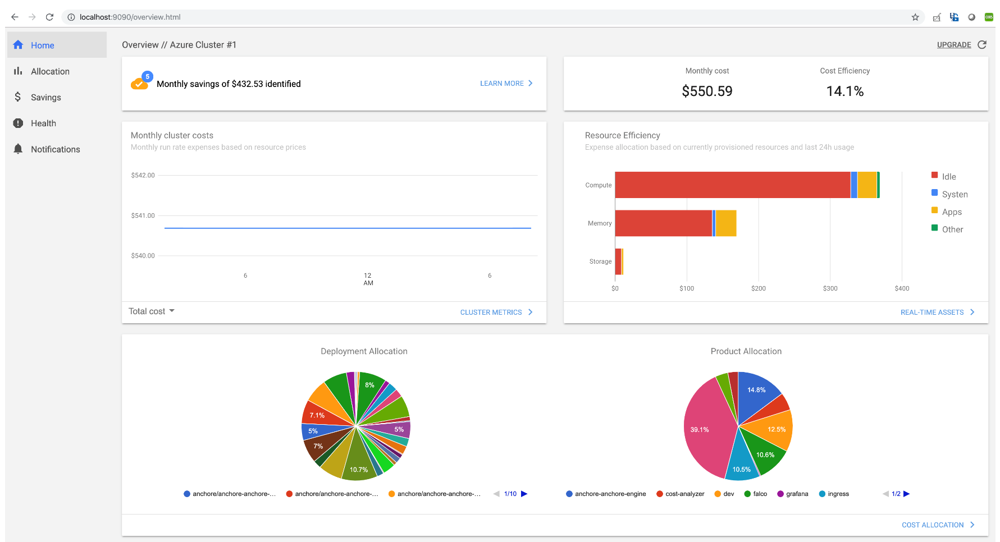 localhost:9090/overview.html
CORS
Home
Allocation
Savings
Health
Notifications
Overview // Azure Cluster #1
UPGRADE
5
Monthly savings of $432.53 identified
LEARN MORE
Monthly cost
Cost Efficiency
$550.59
14.1%
Monthly cluster costs
Monthly run rate expenses based on resource prices
$542.00
$541.00
$540.00
6
12
AM
6
Total cost
CLUSTER METRICS
Resource Efficiency
Expense allocation based on currently provisioned resources and last 24h usage
Compute
Memory
Storage
$0
$100
$200
$300
$400
Idle
Systen
Apps
Other
REAL-TIME ASSETS
Deployment Allocation
8%
7.1%
5%
5%
7%
10.7%
anchore/anchore-anchore-...
anchore/anchore-anchore-...
anchore/anchore-anchore-...
1/10
Product Allocation
14.8%
39.1%
12.5%
10.6%
10.5%
anchore-anchore-engine
cost-analyzer
dev
falco
grafana
ingress
1/2
COST ALLOCATION